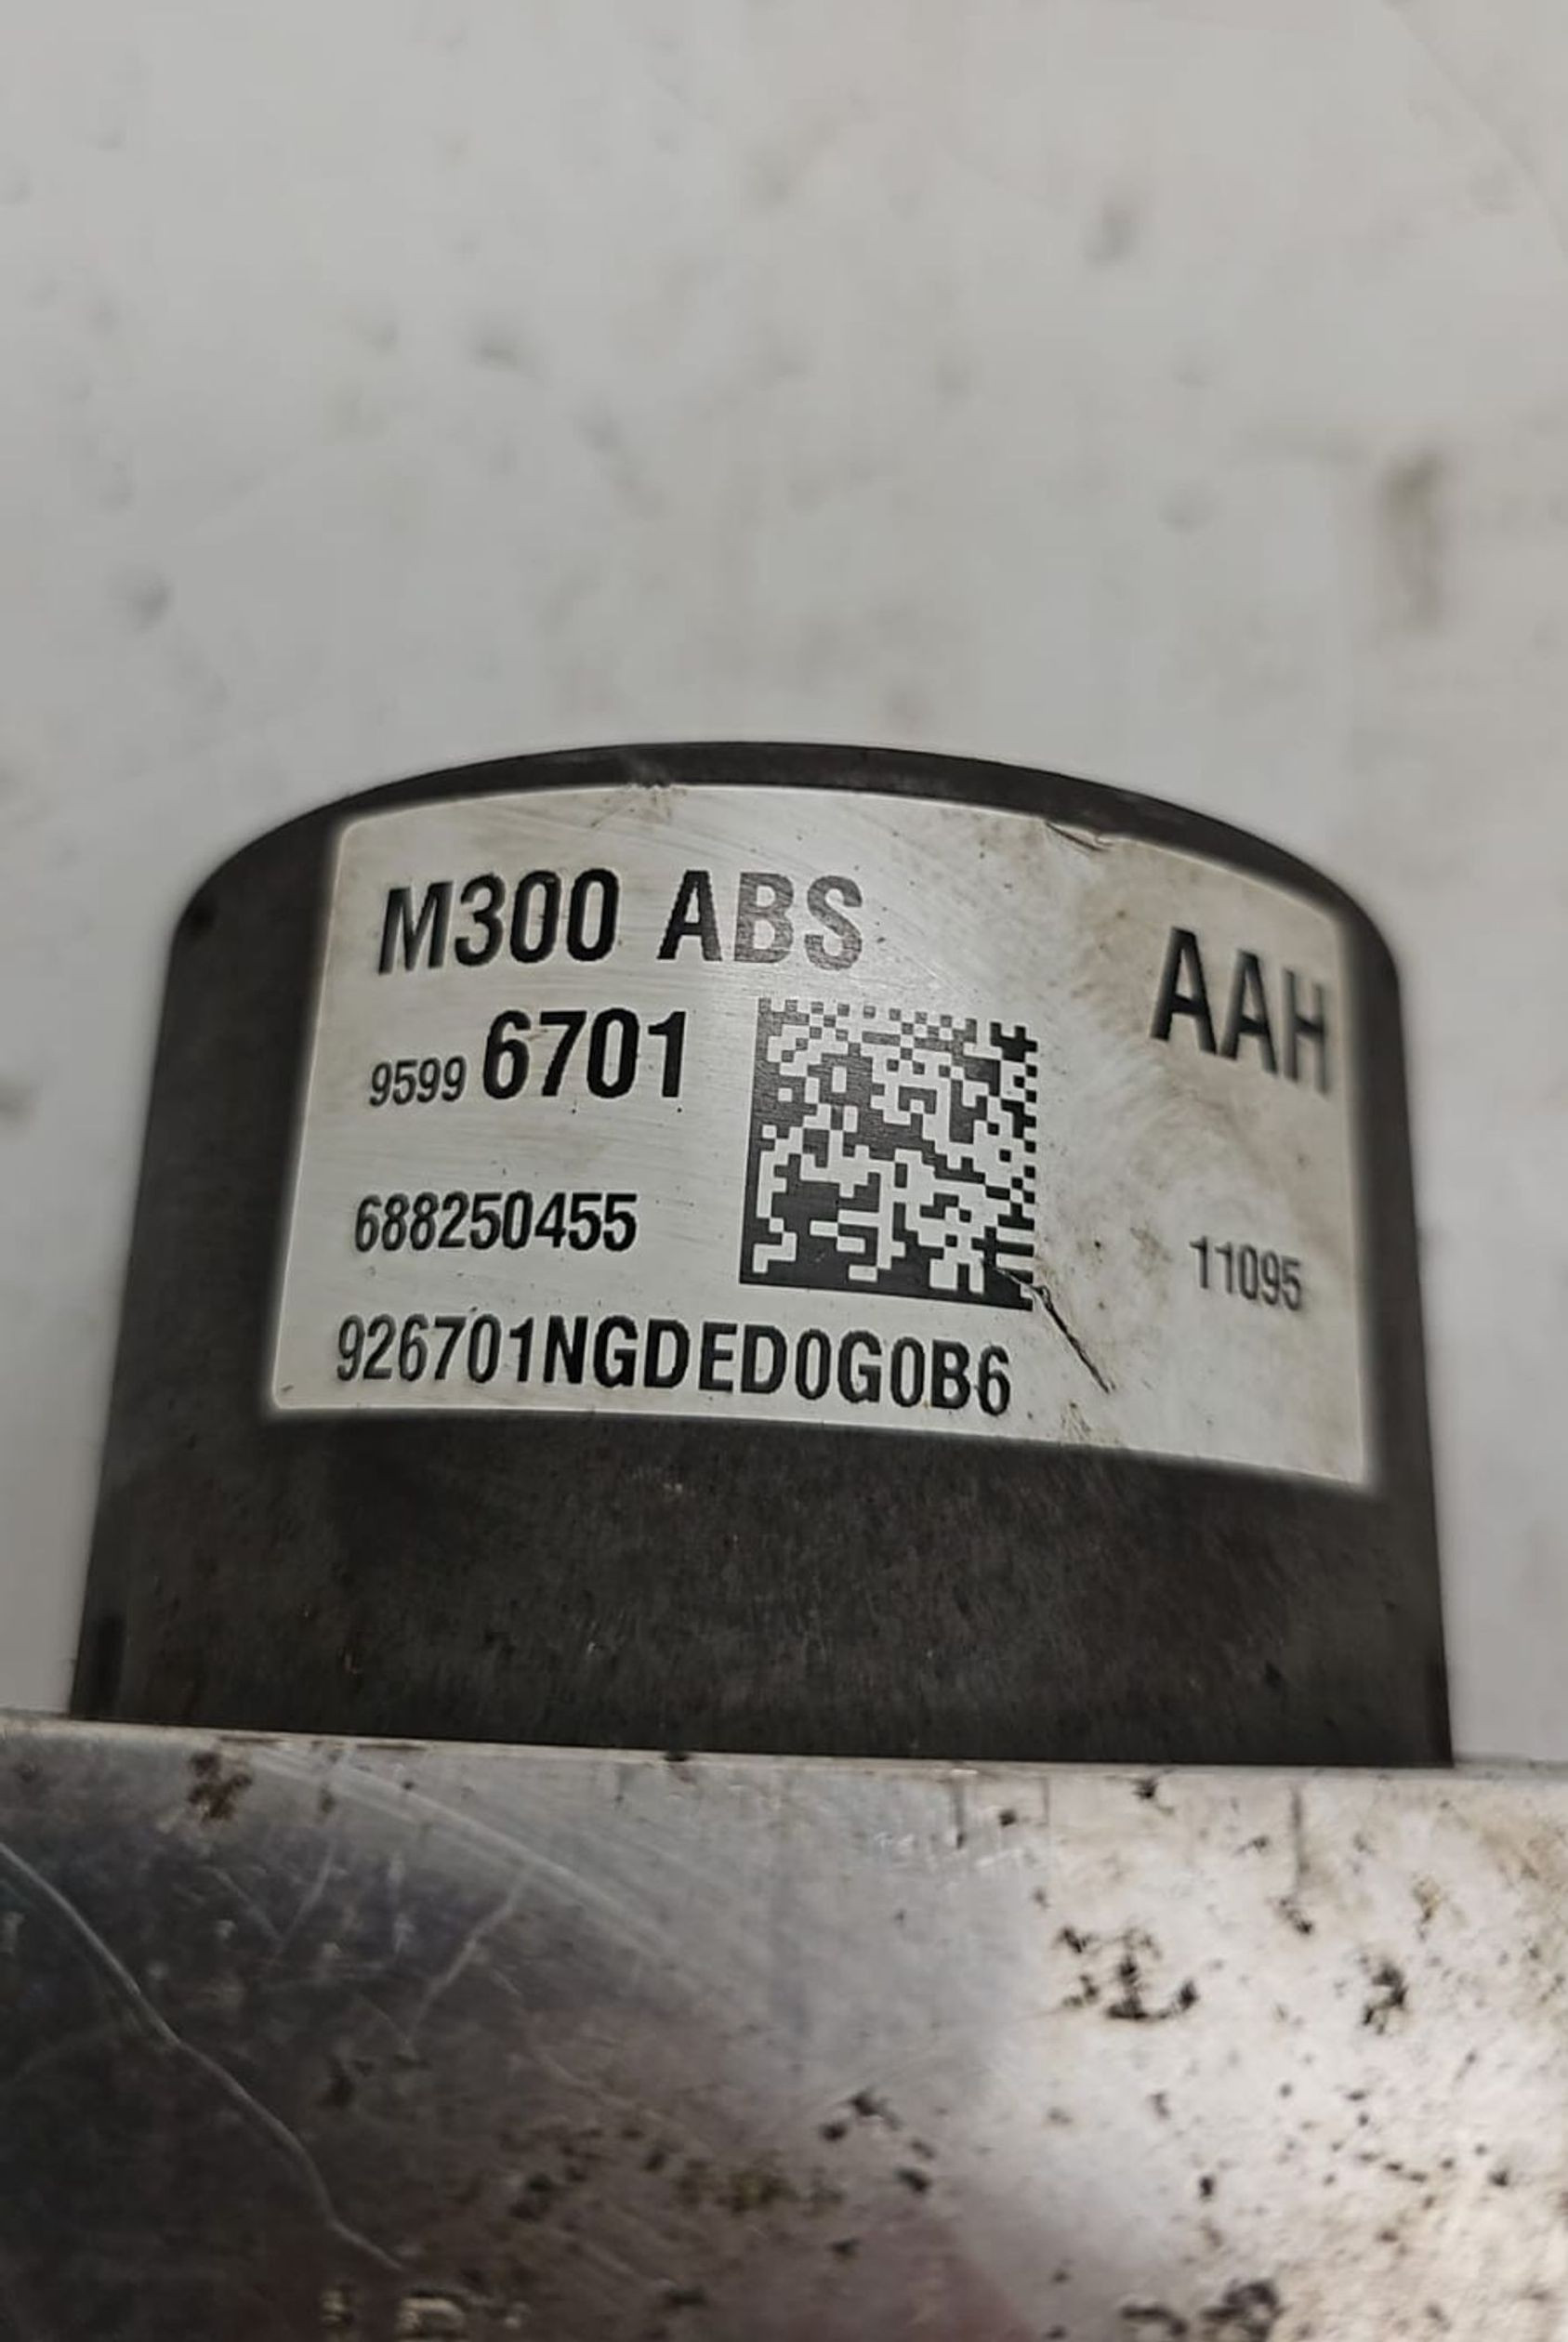 M300 ABS AAH
9599 6701
688250455 11095
926701NGDED0G0B6